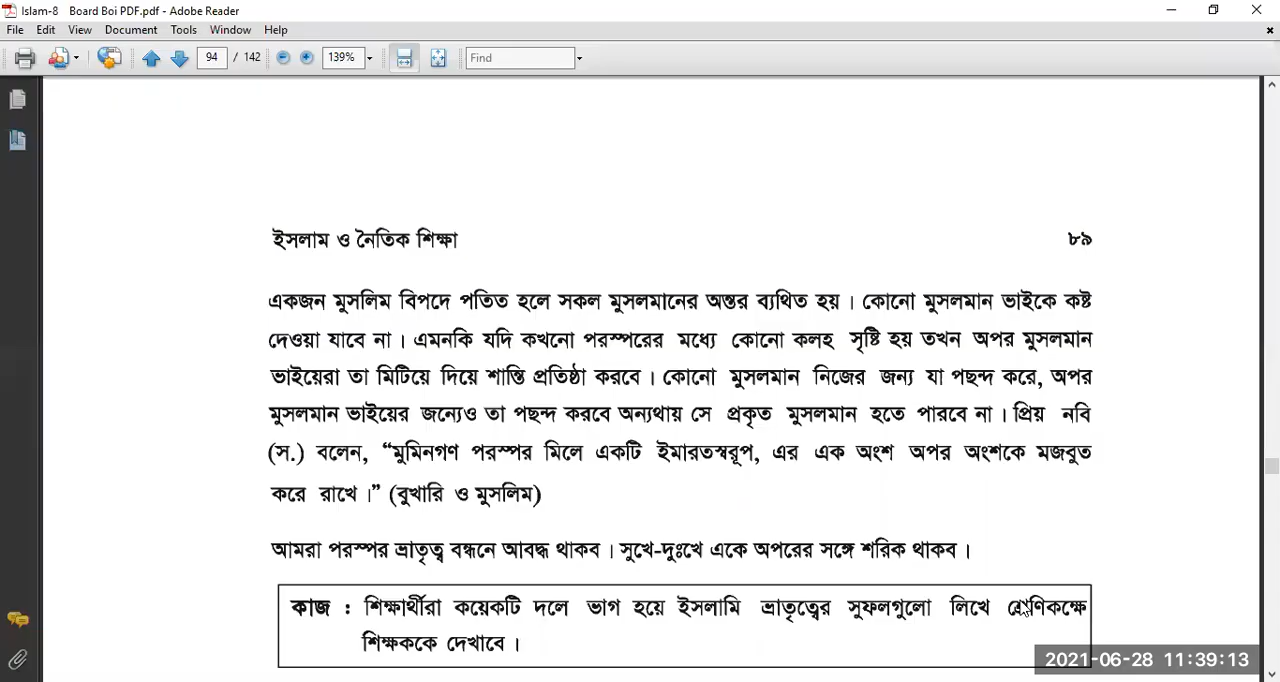 Islam-8 Board Boi PDF.pdf - Adobe Reader
File Edit View Document Tools Window Help
94 / 142 139% Find
ইসলাম ও নৈতিক শিক্ষা ৮৯
একজন মুসলিম বিপদে পতিত হলে সকল মুসলমানের অন্তর ব্যথিত হয়। কোনো মুসলমান ভাইকে কষ্ট
দেওয়া যাবে না। এমনকি যদি কখনো পরস্পরের মধ্যে কোনো কলহ সৃষ্টি হয় তখন অপর মুসলমান
ভাইয়েরা তা মিটিয়ে দিয়ে শান্তি প্রতিষ্ঠা করবে। কোনো মুসলমান নিজের জন্য যা পছন্দ করে, অপর
মুসলমান ভাইয়ের জন্যেও তা পছন্দ করবে অন্যথায় সে প্রকৃত মুসলমান হতে পারবে না। প্রিয় নবি
(স.) বলেন, “মুমিনগণ পরস্পর মিলে একটি ইমারতস্বরূপ, এর এক অংশ অপর অংশকে মজবুত
করে রাখে।” (বুখারি ও মুসলিম)
আমরা পরস্পর ভ্রাতৃত্ব বন্ধনে আবদ্ধ থাকব। সুখে-দুঃখে একে অপরের সঙ্গে শরিক থাকব।
কাজ : শিক্ষার্থীরা কয়েকটি দলে ভাগ হয়ে ইসলামি ভ্রাতৃত্বের সুফলগুলো লিখে শ্রেণিকক্ষে
শিক্ষককে দেখাবে।
2021-06-28 11:39:13